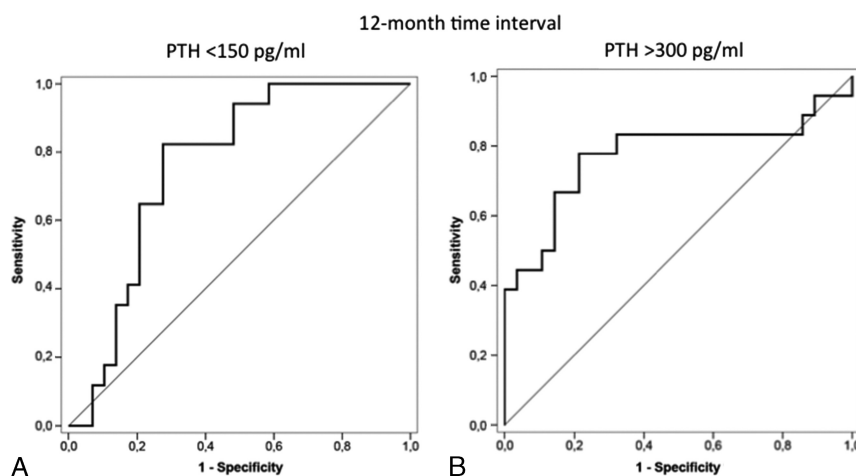 12-month time interval
PTH <150 pg/ml
1,0
0,8
0,6
0,4
0,2
0,0
Sensitivity
0,0 0,2 0,4 0,6 0,8 1,0
1 - Specificity
A
PTH >300 pg/ml
1,0
0,8
0,6
0,4
0,2
0,0
Sensitivity
0,0 0,2 0,4 0,6 0,8 1,0
1 - Specificity
B